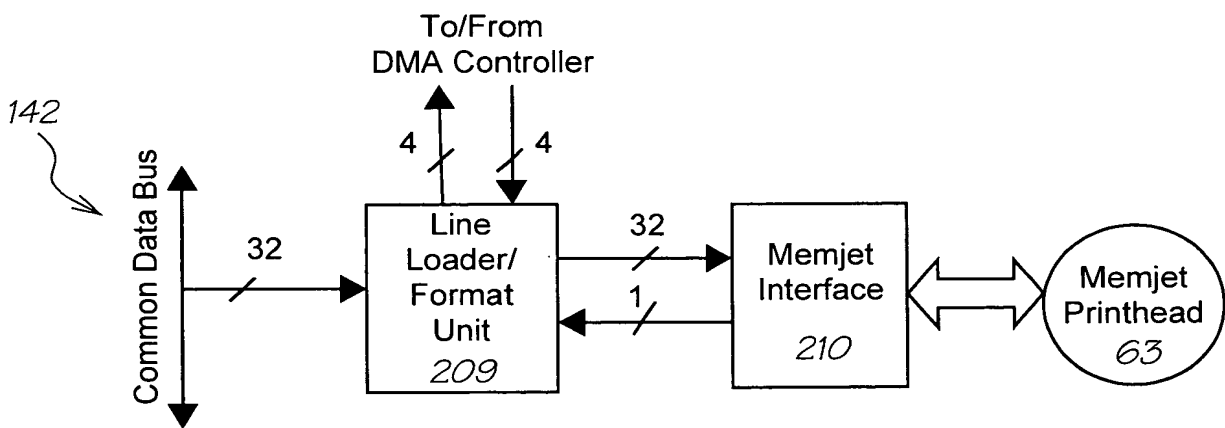 To/From
DMA Controller
142
4
4
Common Data Bus
32
Line
Loader/
Format
Unit
209
32
1
Memjet
Interface
210
Memjet
Printhead
63